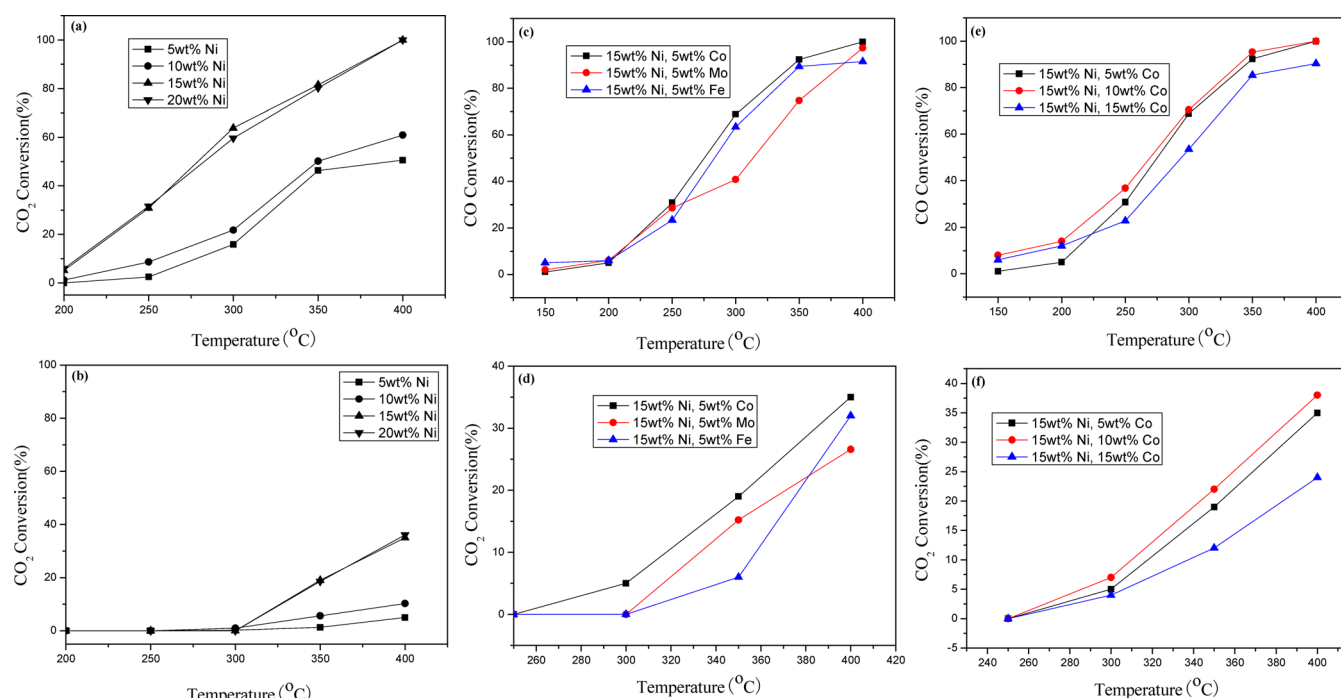 (a)
5wt% Ni
10wt% Ni
15wt% Ni
20wt% Ni
100
80
60
40
20
0
CO2 Conversion(%)
200 250 300 350 400
Temperature (°C)
(c)
15wt% Ni, 5wt% Co
15wt% Ni, 5wt% Mo
15wt% Ni, 5wt% Fe
100
80
60
40
20
0
CO Conversion(%)
150 200 250 300 350 400
Temperature (°C)
(e)
15wt% Ni, 5wt% Co
15wt% Ni, 10wt% Co
15wt% Ni, 15wt% Co
100
80
60
40
20
0
CO Conversion(%)
150 200 250 300 350 400
Temperature (°C)
(b)
5wt% Ni
10wt% Ni
15wt% Ni
20wt% Ni
100
80
60
40
20
0
CO2 Conversion(%)
200 250 300 350 400
Temperature (°C)
(d)
15wt% Ni, 5wt% Co
15wt% Ni, 5wt% Mo
15wt% Ni, 5wt% Fe
40
30
20
10
0
CO2 Conversion(%)
260 280 300 320 340 360 380 400 420
Temperature (°C)
(f)
15wt% Ni, 5wt% Co
15wt% Ni, 10wt% Co
15wt% Ni, 15wt% Co
40
35
30
25
20
15
10
5
0
-5
CO2 Conversion(%)
240 260 280 300 320 340 360 380 400
Temperature (°C)